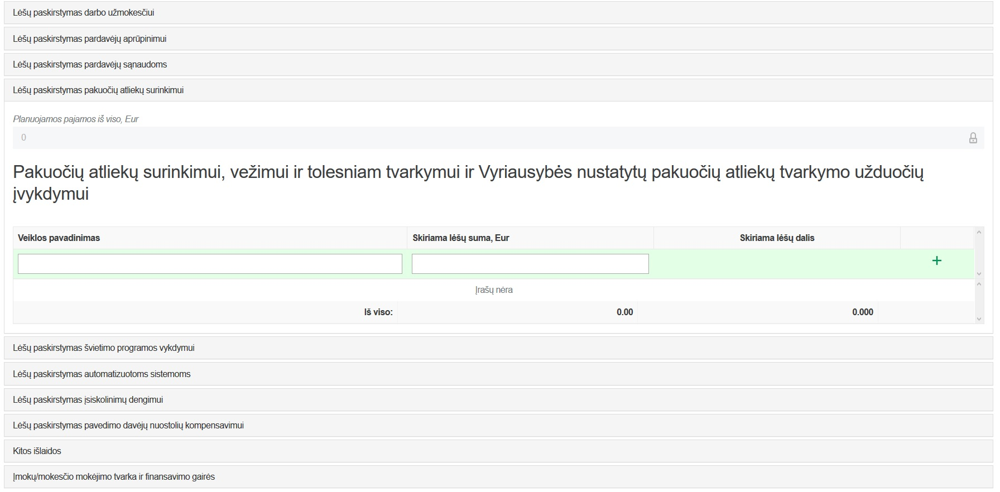 Lėšų paskirstymas darbo užmokesčiui
Lėšų paskirstymas pardavėjų aprūpinimui
Lėšų paskirstymas pardavėjų sąnaudoms
Lėšų paskirstymas pakuočių atliekų surinkimui
Planuojamos pajamos iš viso, Eur
0
Pakuočių atliekų surinkimui, vežimui ir tolesniam tvarkymui ir Vyriausybės nustatytų pakuočių atliekų tvarkymo užduočių
įvykdymui
Veiklos pavadinimas Skiriama lėšų suma, Eur Skiriama lėšų dalis
Įrašų nėra
Iš viso: 0.00 0.000
Lėšų paskirstymas švietimo programos vykdymui
Lėšų paskirstymas automatizuotoms sistemoms
Lėšų paskirstymas įsiskolinimų dengimui
Lėšų paskirstymas pavedimo davėjų nuostolių kompensavimui
Kitos išlaidos
Įmokų/mokesčio mokėjimo tvarka ir finansavimo gairės